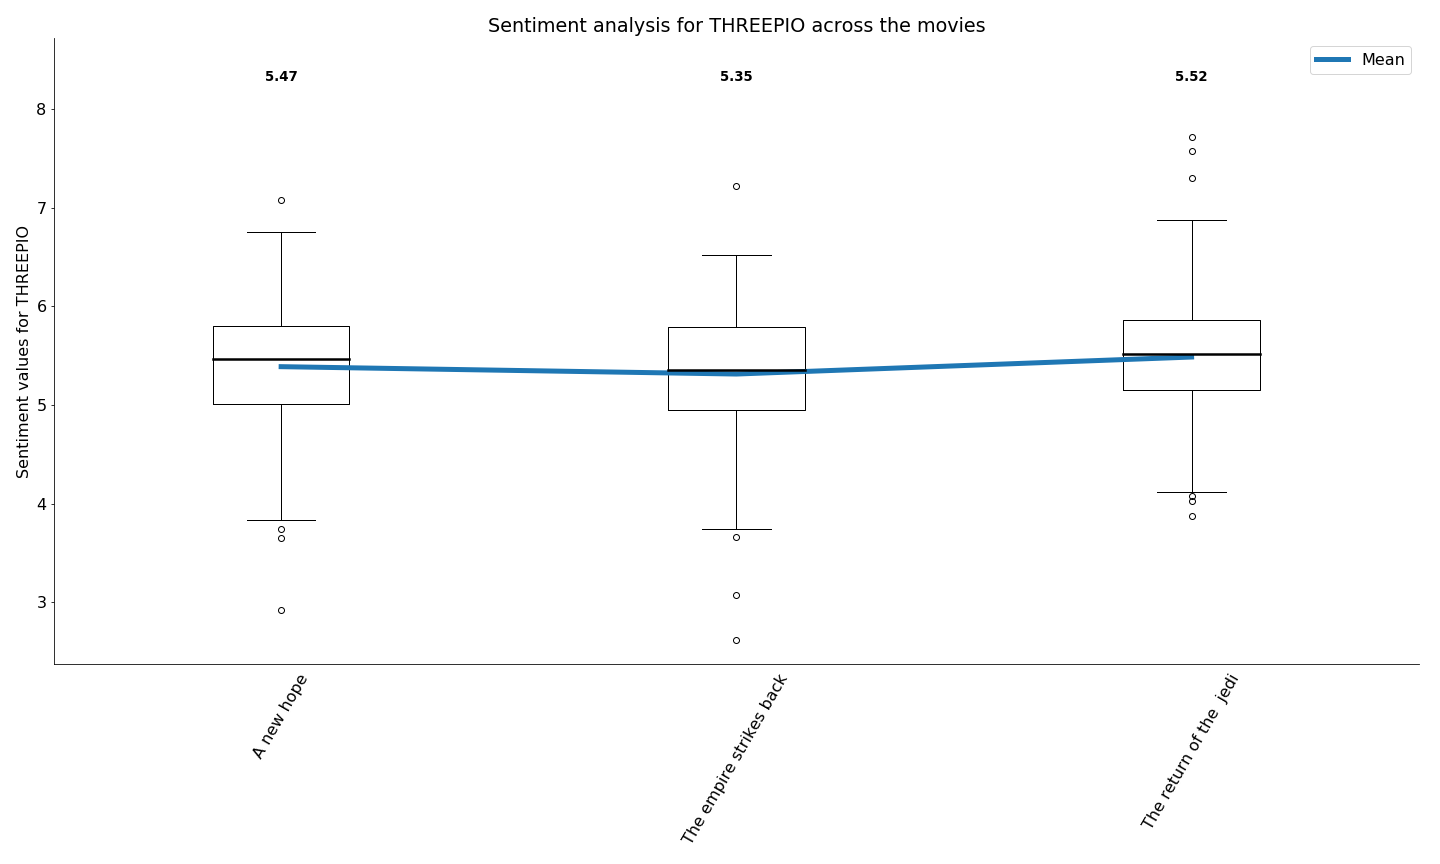 Sentiment analysis for THREEPIO across the movies
Mean
5.47
5.35
5.52
Sentiment values for THREEPIO
8
7
6
5
4
3
A new hope
The empire strikes back
The return of the  jedi